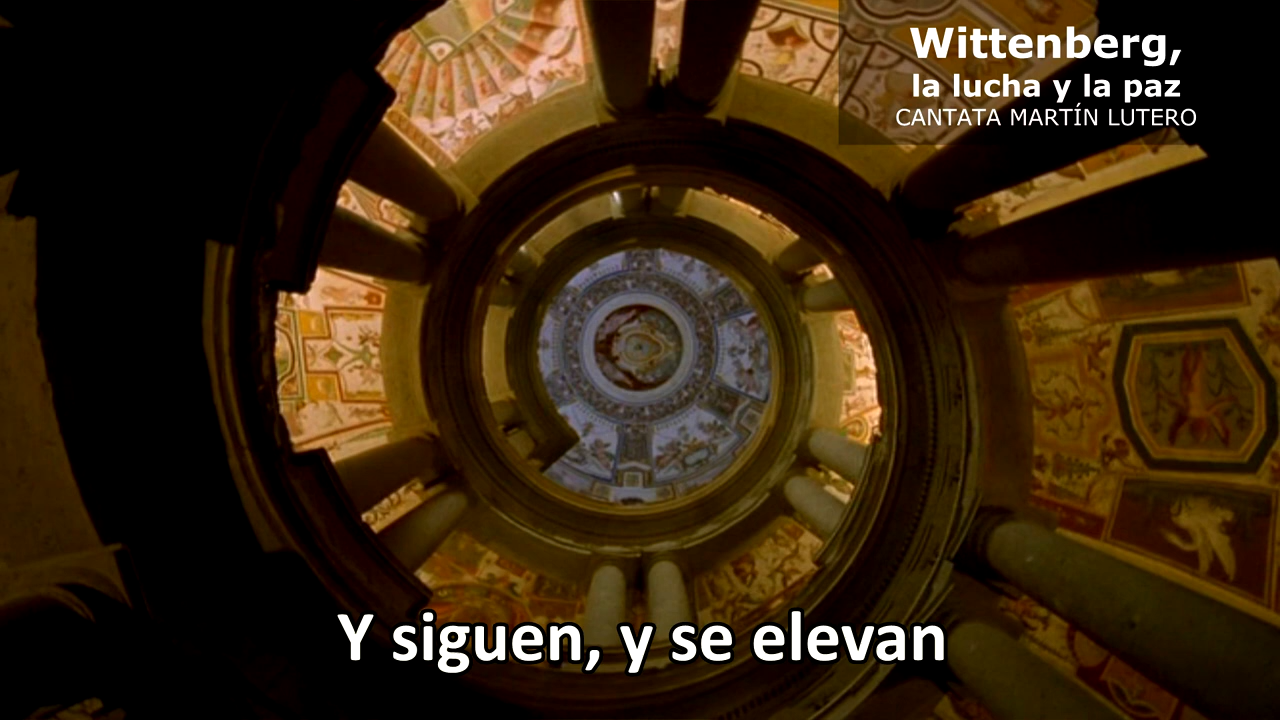 Wittenberg,
la lucha y la paz
CANTATA MARTÍN LUTERO
Y siguen, y se elevan